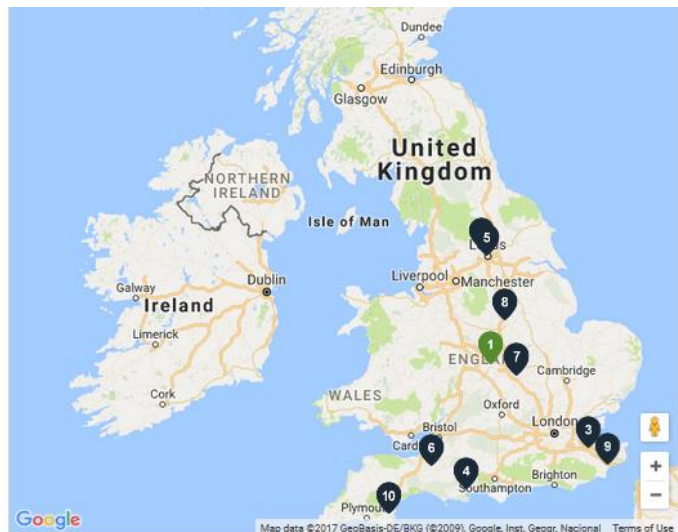 Dundee
Edinburgh
Glasgow
United
Kingdom
NORTHERN
IRELAND
Isle of Man
5
Dublin
Galway
Ireland
Liverpool
Manchester
8
Limerick
1
7
Cambridge
WALES
Cork
Oxford
London
3
Bristol
6
9
4
Southampton
Brighton
10
+
−
Google
Map data ©2017 GeoBasis-DE/BKG (©2009), Google, Inst. Geogr. Nacional
Terms of Use